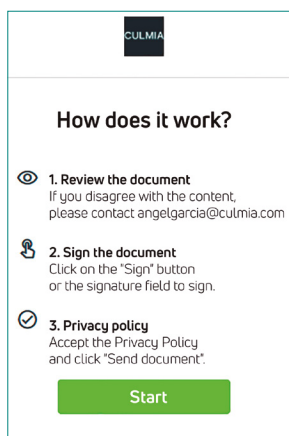 CULMIA
How does it work?
1. Review the document
If you disagree with the content,
please contact angelgarcia@culmia.com
2. Sign the document
Click on the "Sign" button
or the signature field to sign.
3. Privacy policy
Accept the Privacy Policy
and click "Send document".
Start